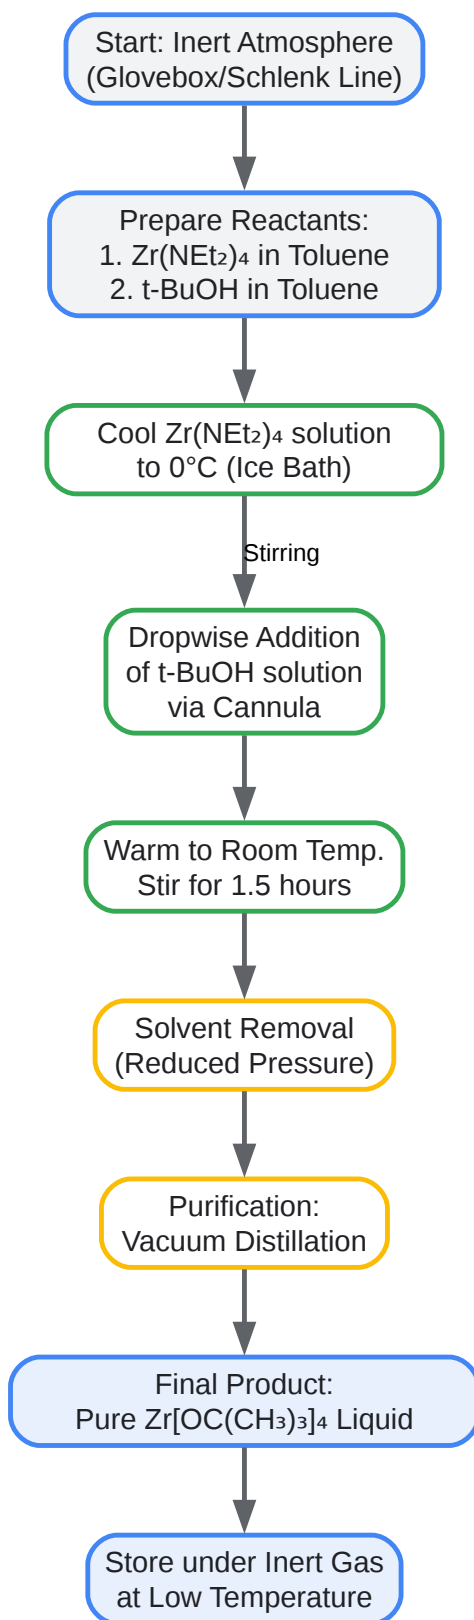 Start: Inert Atmosphere
(Glovebox/Schlenk Line)
Prepare Reactants:
1. Zr(NEt₂)₄ in Toluene
2. t-BuOH in Toluene
Cool Zr(NEt₂)₄ solution
to 0°C (Ice Bath)
Stirring
Dropwise Addition
of t-BuOH solution
via Cannula
Warm to Room Temp.
Stir for 1.5 hours
Solvent Removal
(Reduced Pressure)
Purification:
Vacuum Distillation
Final Product:
Pure Zr[OC(CH₃)₃]₄ Liquid
Store under Inert Gas
at Low Temperature